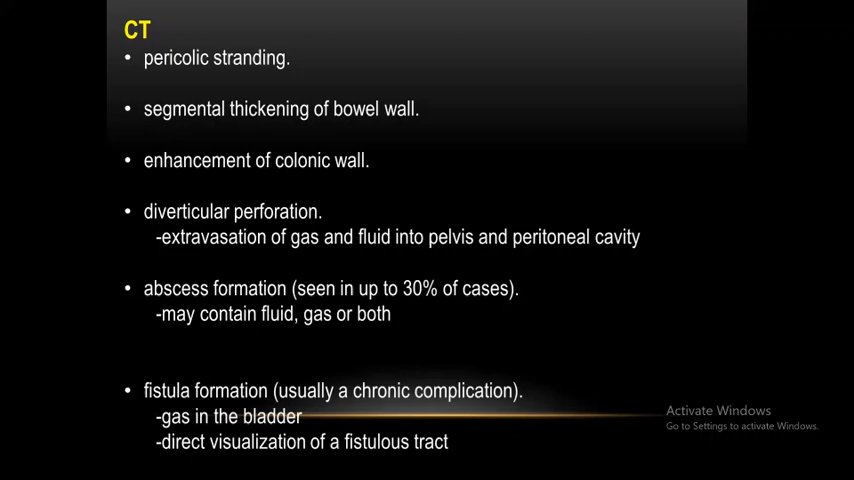 CT
• pericolic stranding.
• segmental thickening of bowel wall.
• enhancement of colonic wall.
• diverticular perforation.
-extravasation of gas and fluid into pelvis and peritoneal cavity
• abscess formation (seen in up to 30% of cases).
-may contain fluid, gas or both
• fistula formation (usually a chronic complication).
-gas in the bladder
-direct visualization of a fistulous tract
Activate Windows
Go to Settings to activate Windows.